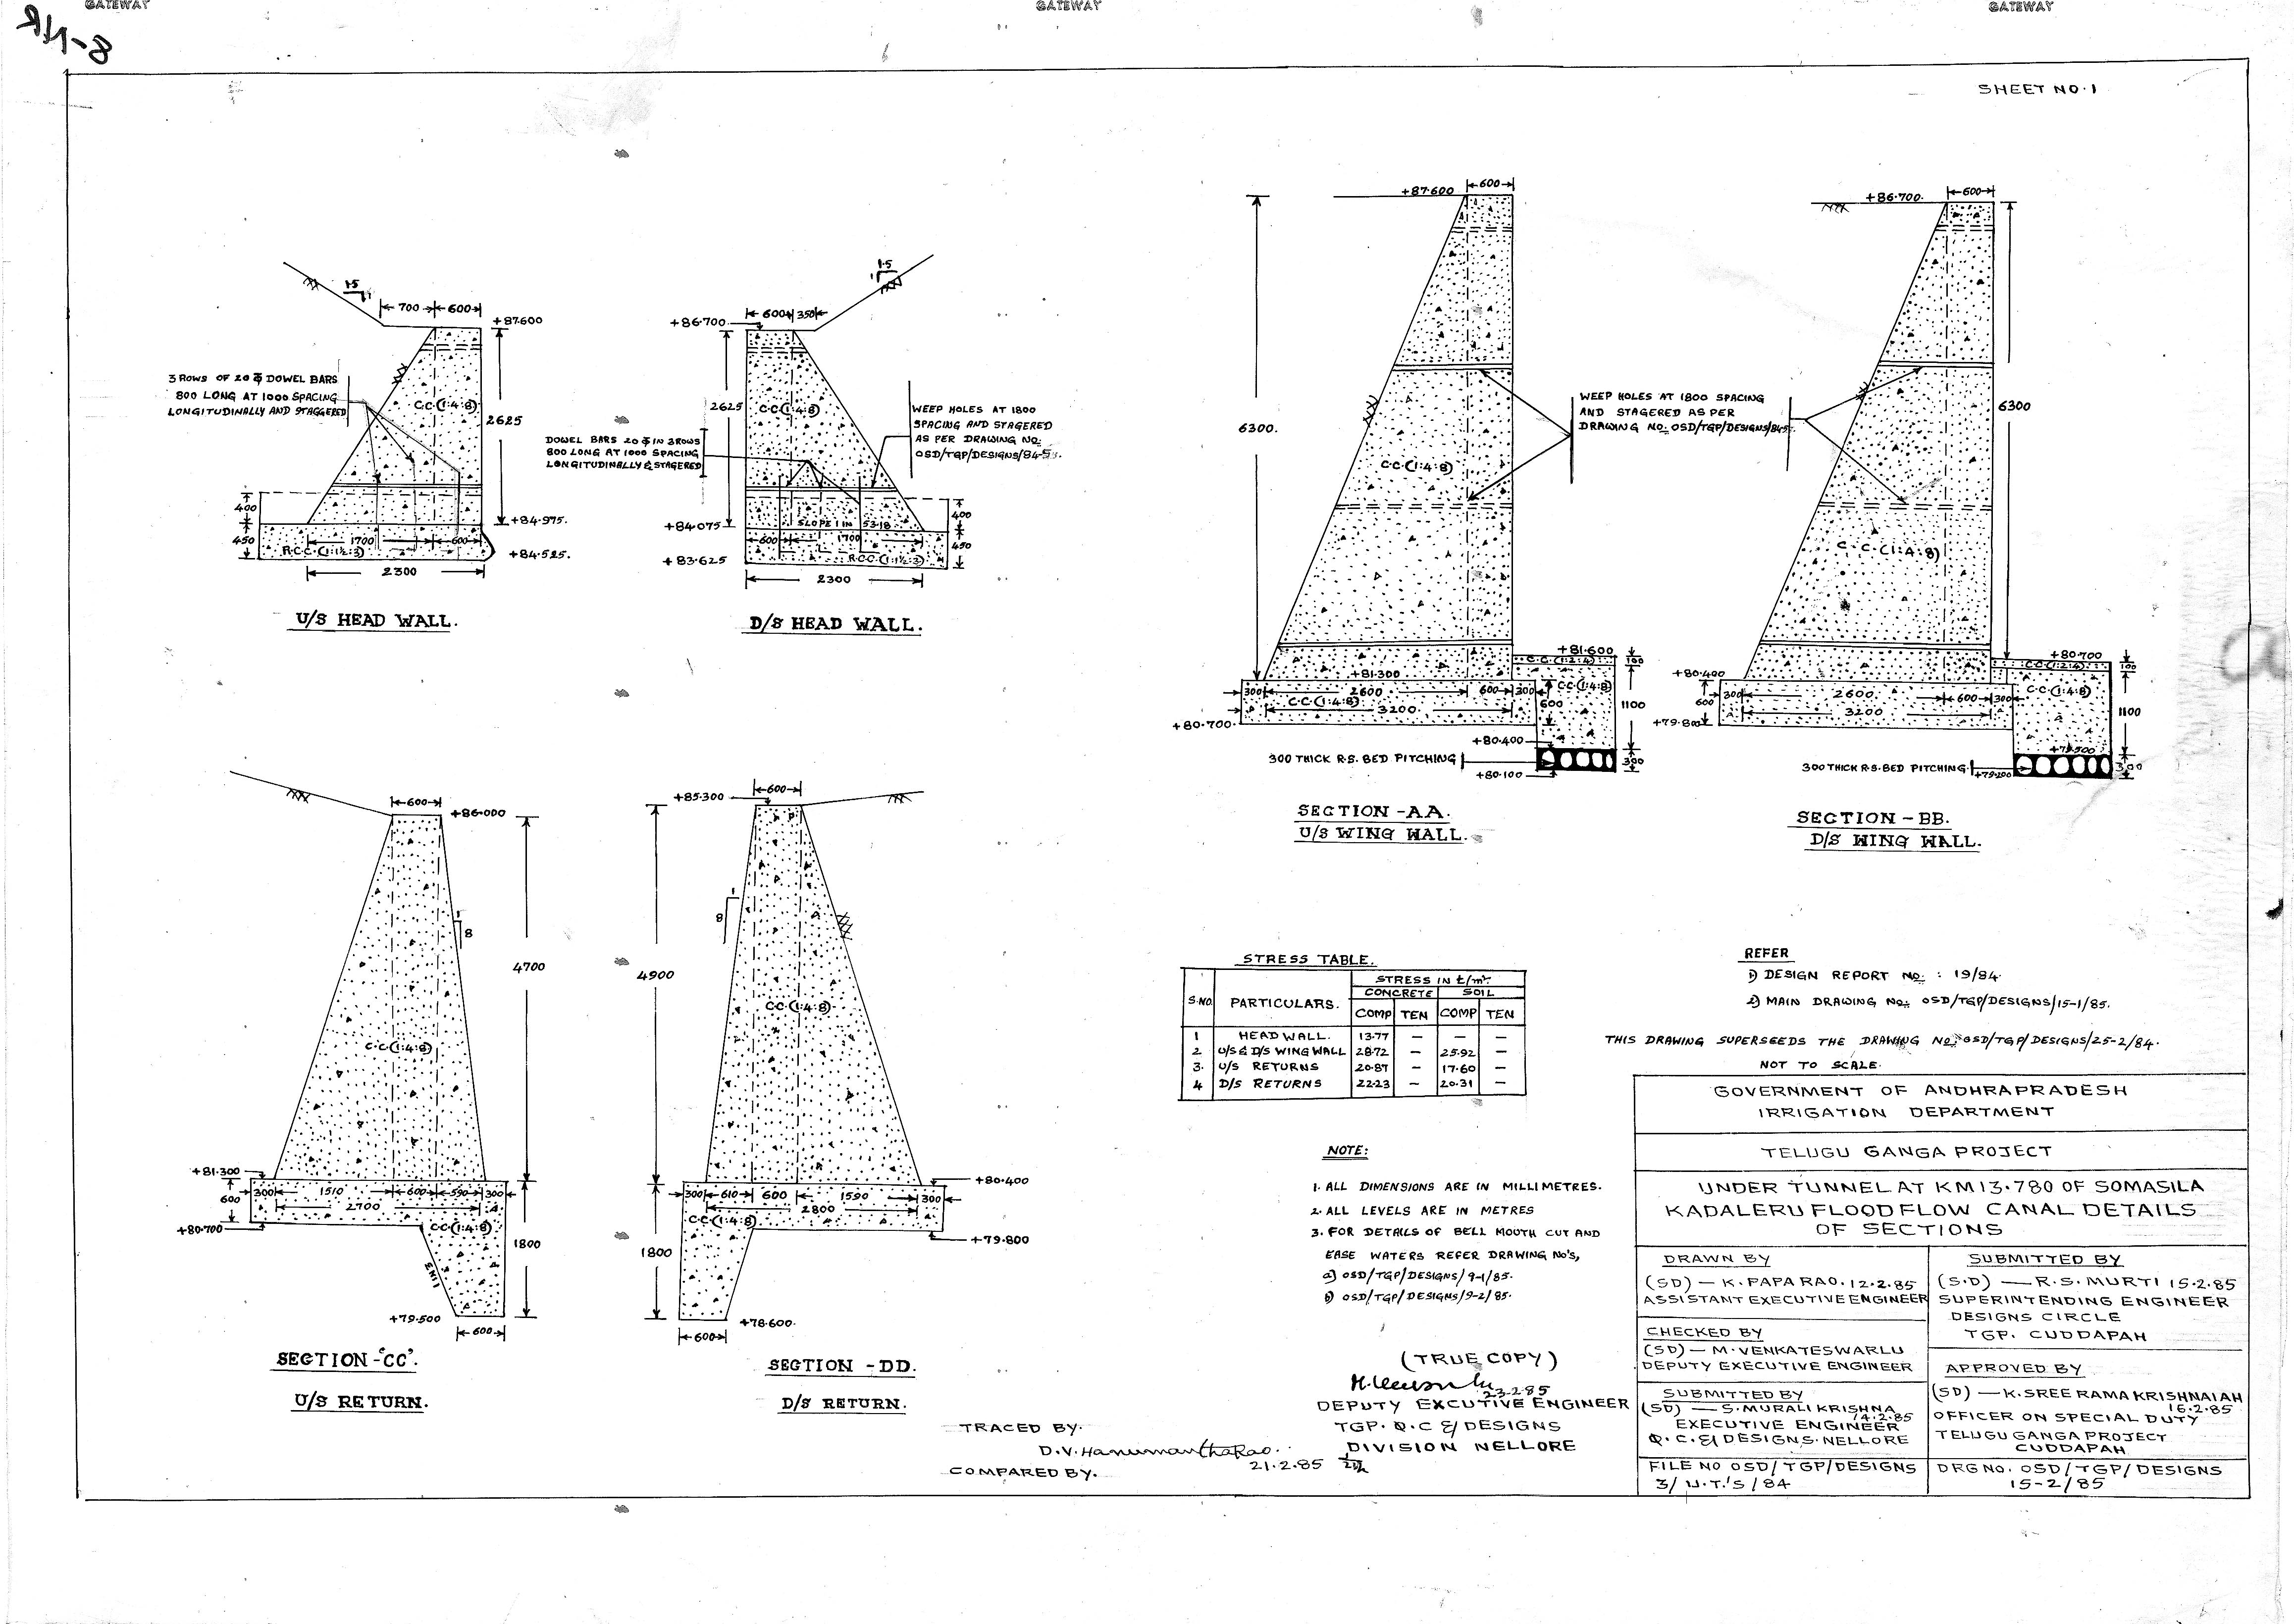 GATEWAY
GATEWAY
GATEWAY
SHEET NO.1
1.5
1
700
600
+87.600
3 ROWS OF 20 Φ DOWEL BARS
800 LONG AT 1000 SPACING
LONGITUDINALLY AND STAGGERED
C.C.(1:4:8)
2625
400
450
+84.975.
1700
600
R.C.C.(1:1½:3)
+84.525.
2300
U/S HEAD WALL.
1.5
1
600
350
+86.700
2625
C.C.(1:4:8)
WEEP HOLES AT 1800
SPACING AND STAGERED
AS PER DRAWING NO:
OSD/TGP/DESIGNS/84-5
DOWEL BARS 20 Φ IN 3ROWS
800 LONG AT 1000 SPACING
LONGITUDINALLY & STAGERED
+84.075
SLOPE 1 IN 53.18
400
600
1700
450
+83.625
R.C.C.(1:1½:3)
2300
D/S HEAD WALL.
+87.600
600
6300.
WEEP HOLES AT 1800 SPACING
AND STAGERED AS PER
DRAWING NO: OSD/TGP/DESIGNS/84-5.
C.C.(1:4:8)
+81.600
C.C.(1:2:4)
100
+81.300
300
2600
600
300
C.C.(1:4:8)
C.C.(1:4:8)
3200.
600
1100
+80.700
+80.400
300 THICK R.S. BED PITCHING
300
+80.100
SECTION -AA.
U/S WING WALL.
+86.700.
600
6300
C.C.(1:4:8)
+80.700
C.C.(1:2:4)
100
+80.400
300
2600.
600
300
C.C.(1:4:8)
600
3200
1100
+79.800
+79.500
300 THICK R.S. BED PITCHING.
+79.200
300
SECTION - BB.
D/S WING WALL.
600
+86.000
8
1
4700
C.C.(1:4:8)
+81.300
600
300
1510
600
590
300
2700
+80.700
C.C.(1:4:8)
1800
1IN3
+79.500
600
SECTION-'CC'.
U/S RETURN.
600
+85.300
1
8
4900
C.C.(1:4:8)
+80.400
300
610
600
1590
300
2800
C.C.(1:4:8)
+79.800
1800
+78.600.
600
SECTION -DD.
D/S RETURN.
STRESS TABLE.
S.NO. PARTICULARS. STRESS IN t/m².
CONCRETE SOIL
COMP TEN COMP TEN
1 HEAD WALL. 13.77 — — —
2 U/S & D/S WING WALL 28.72 — 25.92 —
3. U/S RETURNS 20.87 — 17.60 —
4 D/S RETURNS 22.23 — 20.31 —
REFER
1) DESIGN REPORT NO: : 19/84.
2) MAIN DRAWING NO: OSD/TGP/DESIGNS/15-1/85.
THIS DRAWING SUPERSEEDS THE DRAWING NO: OSD/TGP/DESIGNS/25-2/84.
NOT TO SCALE.
NOTE:
1. ALL DIMENSIONS ARE IN MILLIMETRES.
2. ALL LEVELS ARE IN METRES
3. FOR DETAILS OF BELL MOUTH CUT AND
EASE WATERS REFER DRAWING NO'S,
a) OSD/TGP/DESIGNS/9-1/85.
b) OSD/TGP/DESIGNS/9-2/85.
(TRUE COPY)
23.2.85
DEPUTY EXCUTIVE ENGINEER
TGP. Q.C & DESIGNS
DIVISION NELLORE
TRACED BY.
D.V.HanumanthaRao.
21.2.85
COMPARED BY.
GOVERNMENT OF ANDHRAPRADESH
IRRIGATION DEPARTMENT
TELUGU GANGA PROJECT
UNDER TUNNEL AT KM13.780 OF SOMASILA
KADALERU FLOOD FLOW CANAL DETAILS
OF SECTIONS
DRAWN BY
(SD) — K. PAPA RAO. 12.2.85
ASSISTANT EXECUTIVE ENGINEER
CHECKED BY
(SD) — M. VENKATESWARLU
DEPUTY EXECUTIVE ENGINEER
SUBMITTED BY
(SD) — S. MURALI KRISHNA
14.2.85
EXECUTIVE ENGINEER
Q.C. & DESIGNS. NELLORE
FILE NO OSD/TGP/DESIGNS
3/U.T.'S/84
SUBMITTED BY
(S.D) — R.S. MURTI 15.2.85
SUPERINTENDING ENGINEER
DESIGNS CIRCLE
TGP. CUDDAPAH
APPROVED BY
(SD) — K. SREE RAMA KRISHNAIAH
16.2.85
OFFICER ON SPECIAL DUTY
TELUGU GANGA PROJECT
CUDDAPAH
DRG NO. OSD/TGP/DESIGNS
15-2/85